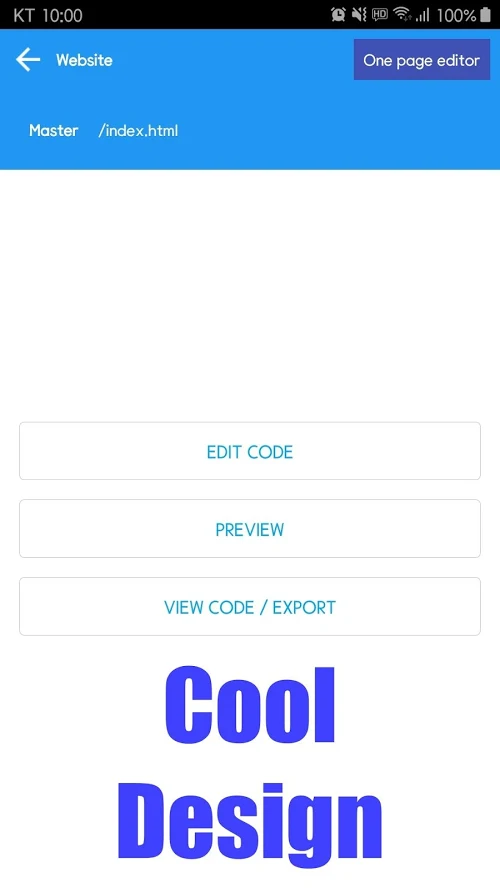 KT 10:00 HD 100%
Website One page editor
Master /index.html
EDIT CODE
PREVIEW
VIEW CODE / EXPORT
Cool
Design